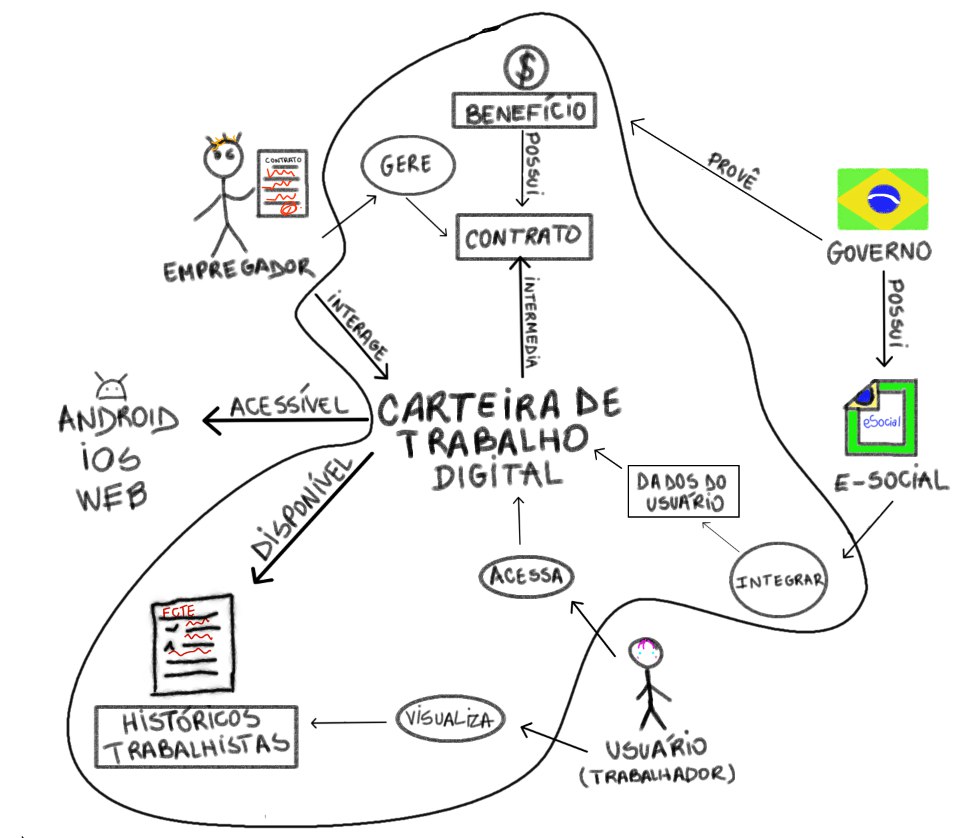 $
BENEFÍCIO
POSSUI
GERE
CONTRATO
CONTRATO
EMPREGADOR
PROVÊ
GOVERNO
POSSUI
eSocial
E-SOCIAL
INTERAGE
INTERMEDIA
ACESSÍVEL
ANDROID
iOS
WEB
CARTEIRA DE
TRABALHO
DIGITAL
DISPONÍVEL
DADOS DO
USUÁRIO
INTEGRAR
ACESSA
HISTÓRICOS
TRABALHISTAS
VISUALIZA
USUÁRIO
(TRABALHADOR)